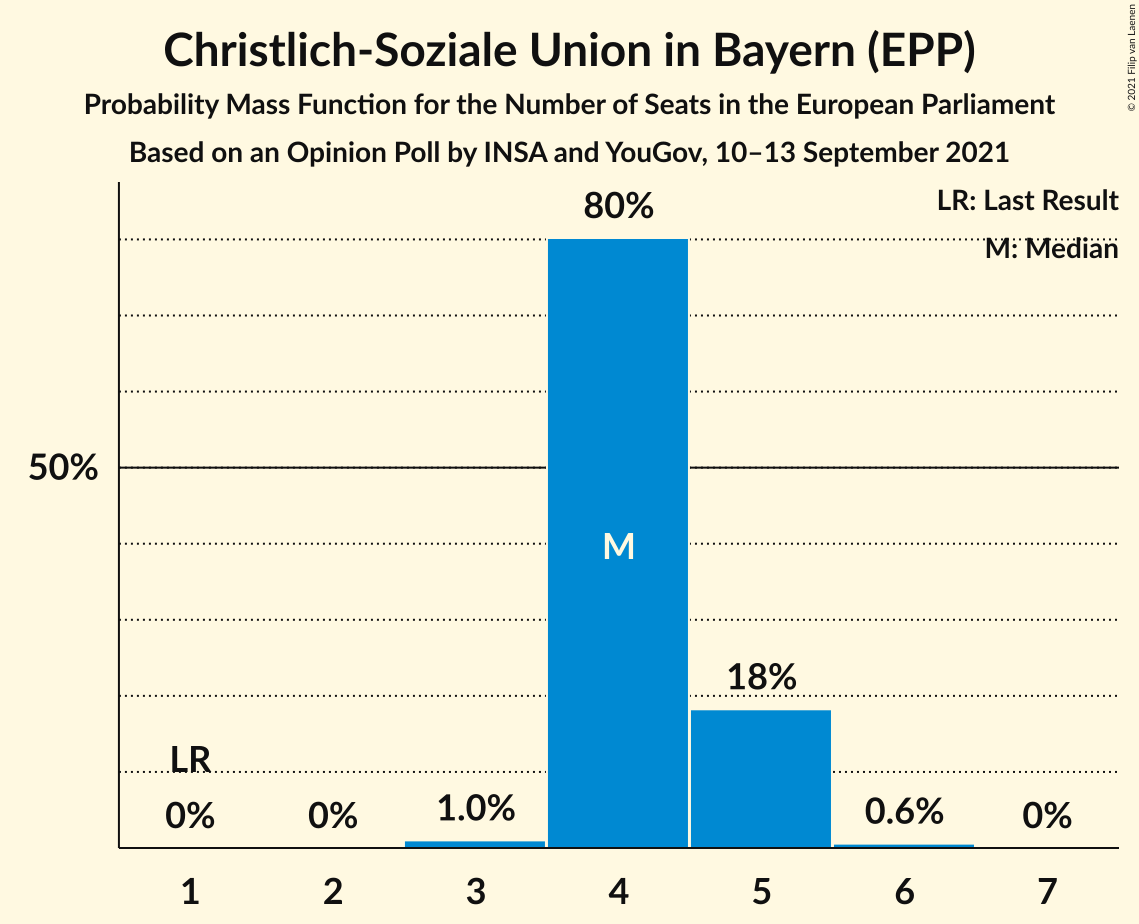 Christlich-Soziale Union in Bayern (EPP)
Probability Mass Function for the Number of Seats in the European Parliament
Based on an Opinion Poll by INSA and YouGov, 10–13 September 2021
© 2021 Filip van Laenen
LR: Last Result
M: Median
80%
50%
M
18%
LR
0%
0%
1.0%
0.6%
0%
1 2 3 4 5 6 7